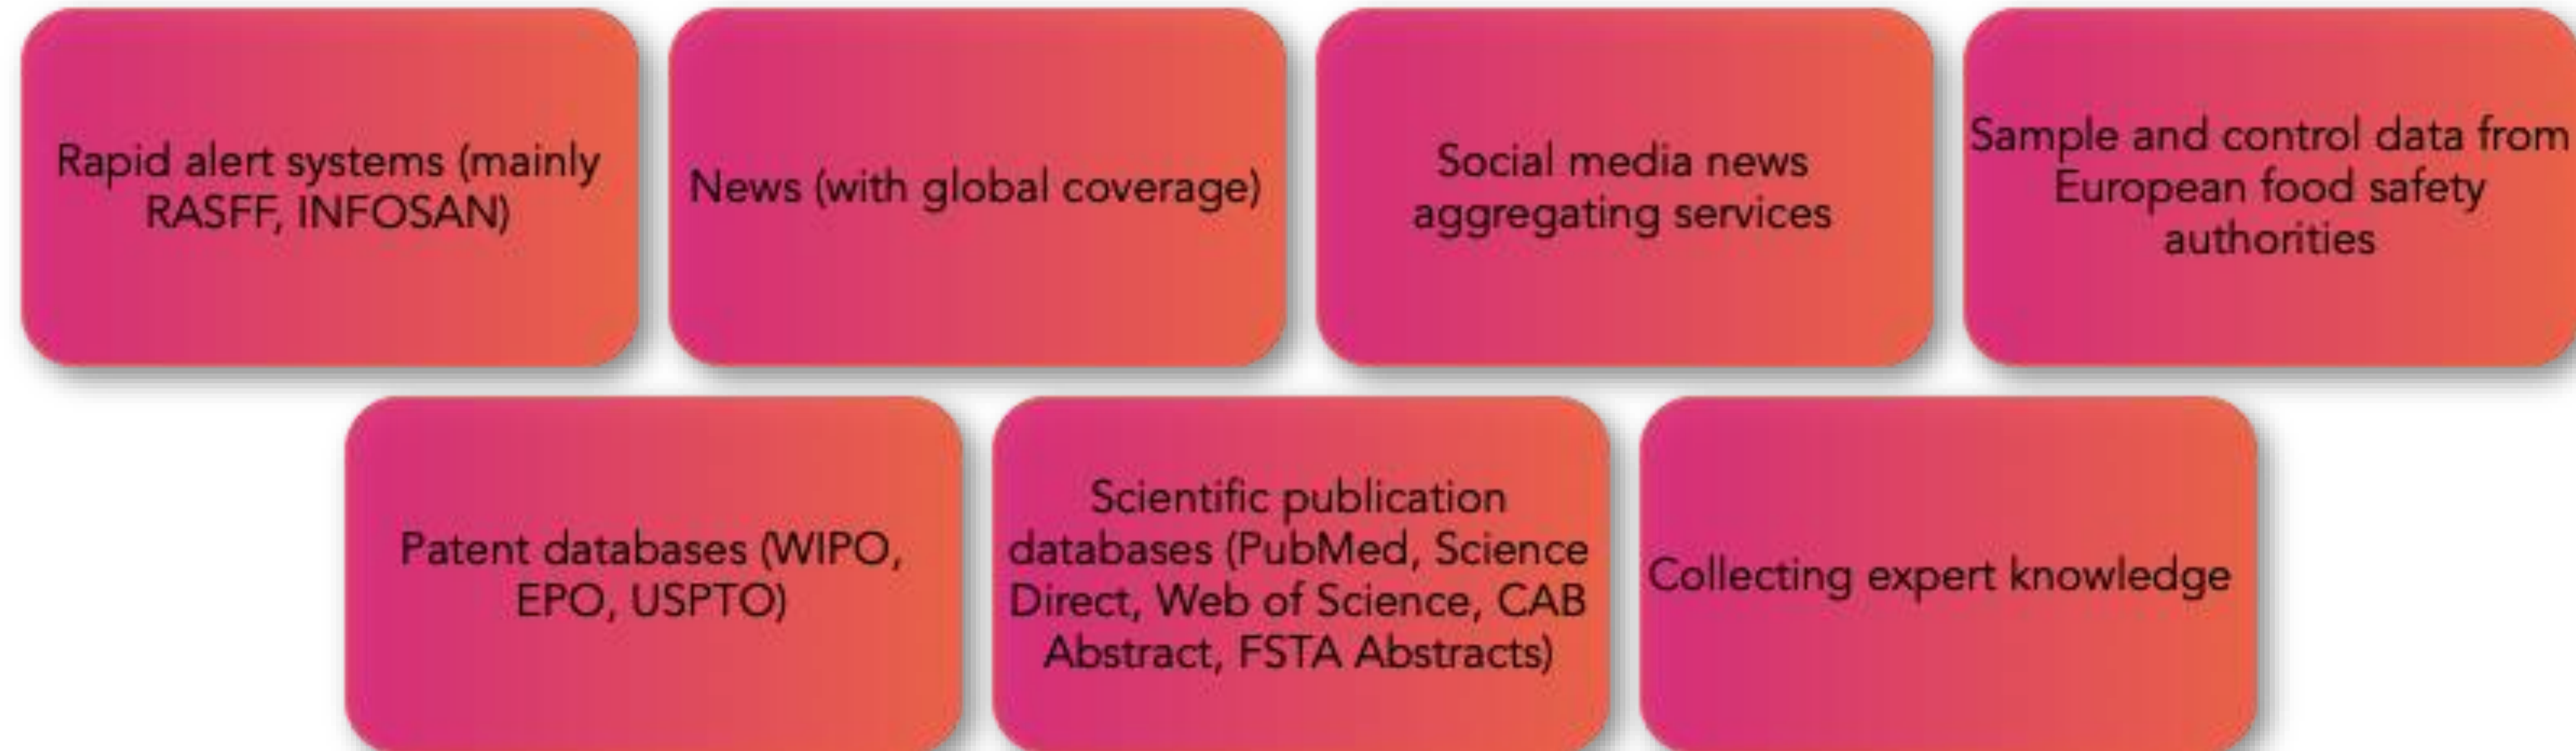 Rapid alert systems (mainly
RASFF, INFOSAN)
News (with global coverage)
Social media news
aggregating services
Sample and control data from
European food safety
authorities
Patent databases (WIPO,
EPO, USPTO)
Scientific publication
databases (PubMed, Science
Direct, Web of Science, CAB
Abstract, FSTA Abstracts)
Collecting expert knowledge